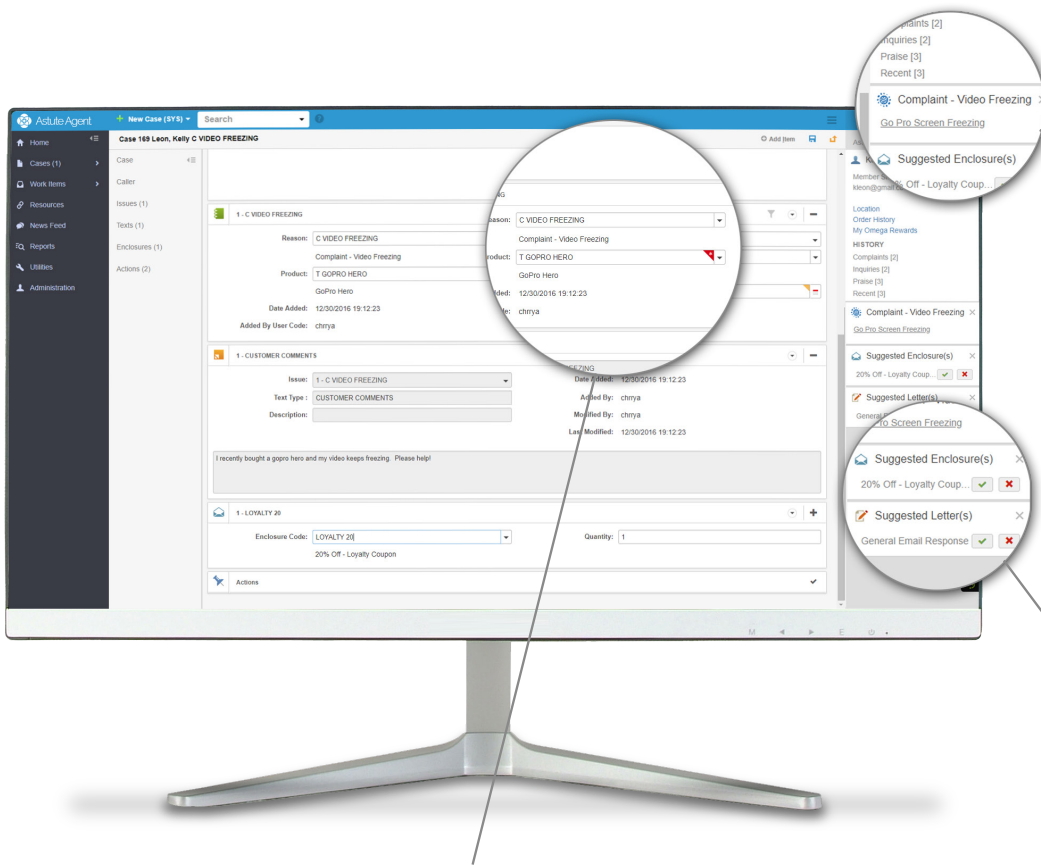 Complaints [2]
Inquiries [2]
Praise [3]
Recent [3]
Complaint - Video Freezing
Go Pro Screen Freezing
Suggested Enclosure(s)
% Off - Loyalty Coup...
Astute Agent
New Case (SYS)
Search
Case 169 Leon, Kelly C VIDEO FREEZING
Add Item
Home
Cases (1)
Work Items
Resources
News Feed
Reports
Utilities
Administration
Case
Caller
Issues (1)
Texts (1)
Enclosures (1)
Actions (2)
1 - C VIDEO FREEZING
Reason: C VIDEO FREEZING
Complaint - Video Freezing
Product: T GOPRO HERO
GoPro Hero
Date Added: 12/30/2016 19:12:23
Added By User Code: chrrya
C VIDEO FREEZING
Complaint - Video Freezing
T GOPRO HERO
GoPro Hero
12/30/2016 19:12:23
chrrya
1 - CUSTOMER COMMENTS
Issue: 1 - C VIDEO FREEZING
Text Type : CUSTOMER COMMENTS
Description:
Date Added: 12/30/2016 19:12:23
Added By: chrrya
Modified By: chrrya
Last Modified: 12/30/2016 19:12:23
I recently bought a gopro hero and my video keeps freezing. Please help!
1 - LOYALTY 20
Enclosure Code: LOYALTY 20
20% Off - Loyalty Coupon
Quantity: 1
Actions
Location
Order History
My Omega Rewards
HISTORY
Complaints [2]
Inquiries [2]
Praise [3]
Recent [3]
Complaint - Video Freezing
Go Pro Screen Freezing
Suggested Enclosure(s)
20% Off - Loyalty Coup...
Suggested Letter(s)
Pro Screen Freezing
Suggested Enclosure(s)
20% Off - Loyalty Coup...
Suggested Letter(s)
General Email Response
M
E